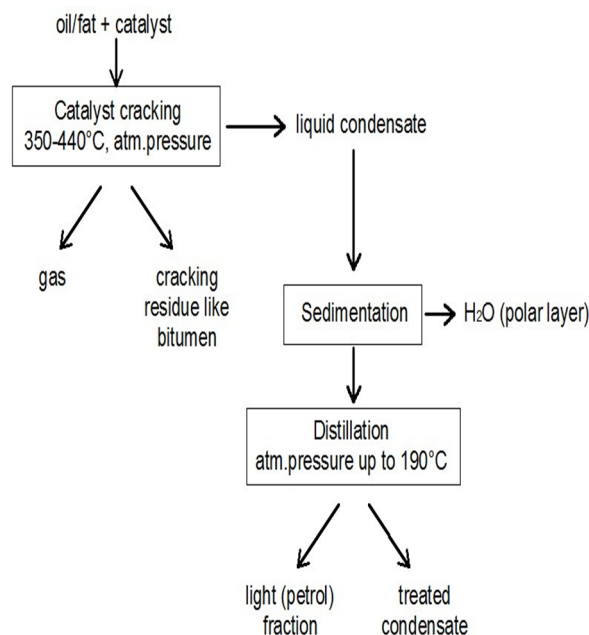 oil/fat + catalyst
Catalyst cracking
350-440°C, atm.pressure
liquid condensate
gas
cracking
residue like
bitumen
Sedimentation
H₂O (polar layer)
Distillation
atm.pressure up to 190°C
light (petrol)
fraction
treated
condensate